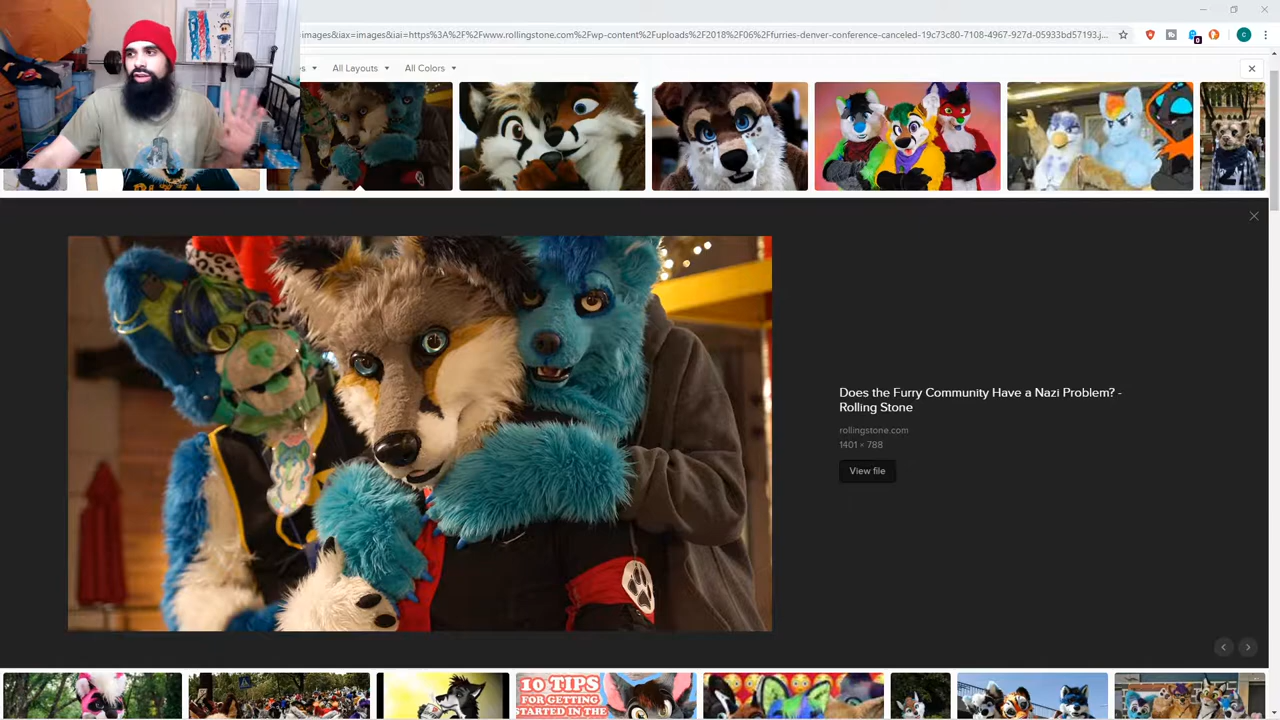 images&iax=images&iai=https%3A%2F%2Fwww.rollingstone.com%2Fwp-content%2Fuploads%2F2018%2F06%2Ffurries-denver-conference-canceled-19c73c80-7108-4967-927d-05933bd57193.j...
All Layouts
All Colors
Does the Furry Community Have a Nazi Problem? -
Rolling Stone
rollingstone.com
1401 × 788
View file
10 TIPS
FOR GETTING
STARTED IN THE